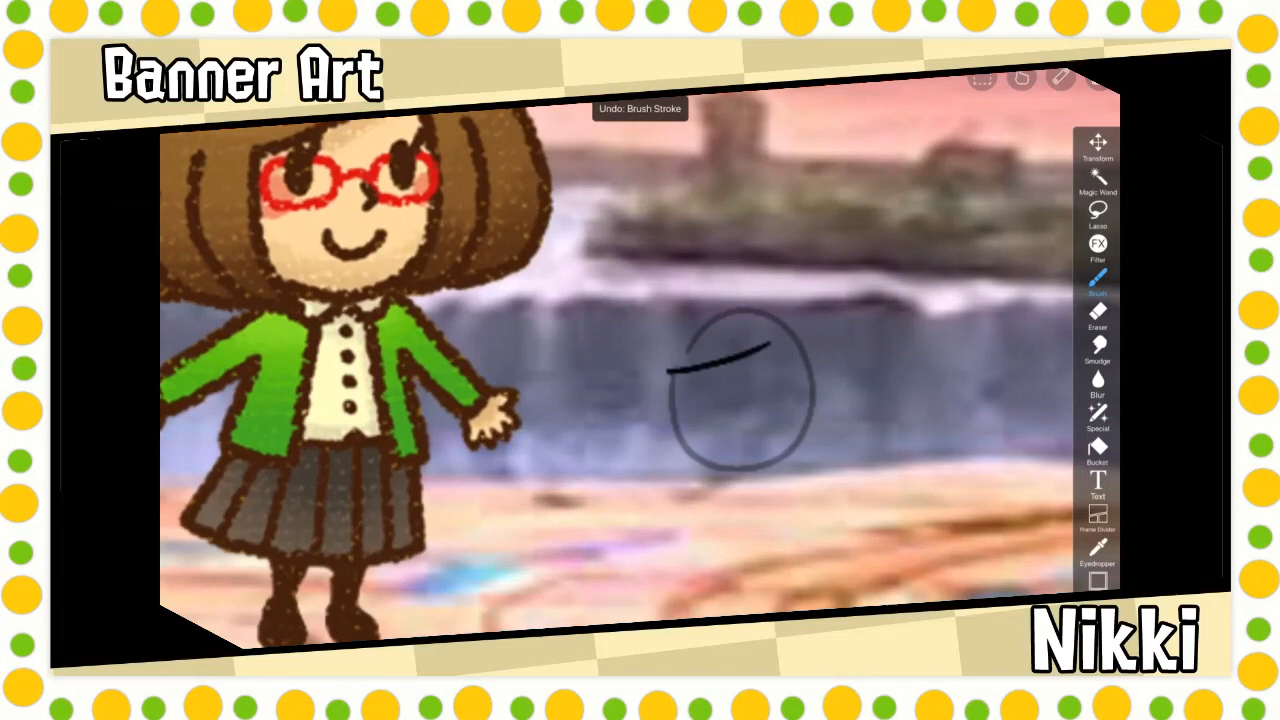 Banner Art
Undo: Brush Stroke
Transform
Magic Wand
Lasso
FX
Filter
Brush
Eraser
Smudge
Blur
Special
Bucket
T
Text
Frame Divider
Eyedropper
Nikki